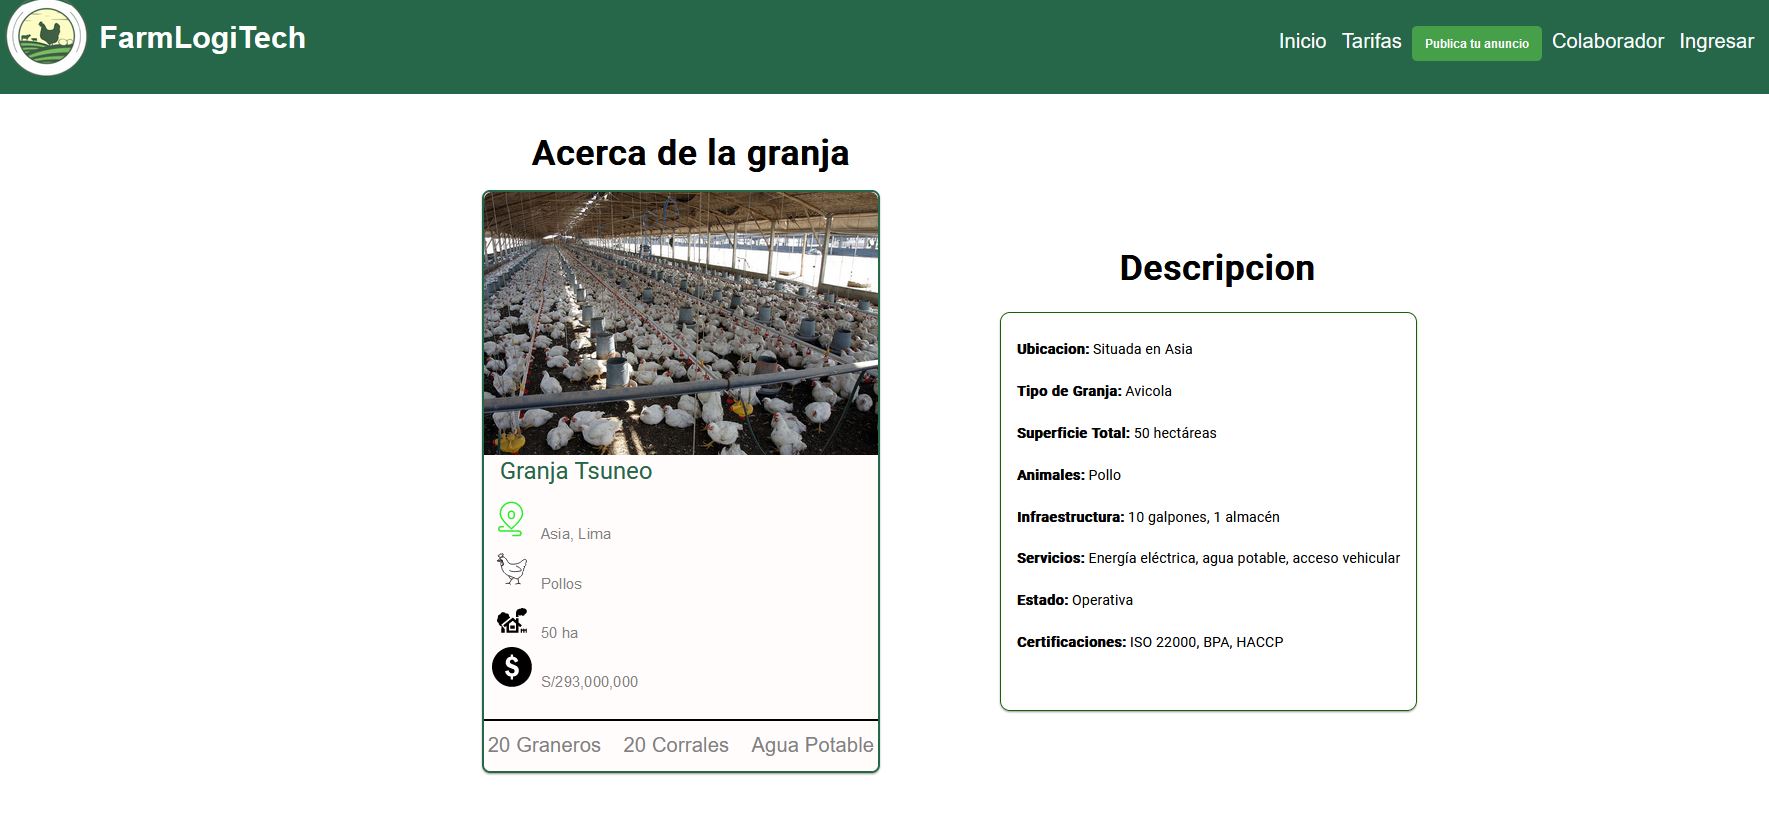 FarmLogiTech
Inicio Tarifas Publica tu anuncio Colaborador Ingresar
Acerca de la granja
Granja Tsuneo
Asia, Lima
Pollos
50 ha
S/293,000,000
20 Graneros 20 Corrales Agua Potable
Descripcion
Ubicacion: Situada en Asia
Tipo de Granja: Avicola
Superficie Total: 50 hectáreas
Animales: Pollo
Infraestructura: 10 galpones, 1 almacén
Servicios: Energía eléctrica, agua potable, acceso vehicular
Estado: Operativa
Certificaciones: ISO 22000, BPA, HACCP